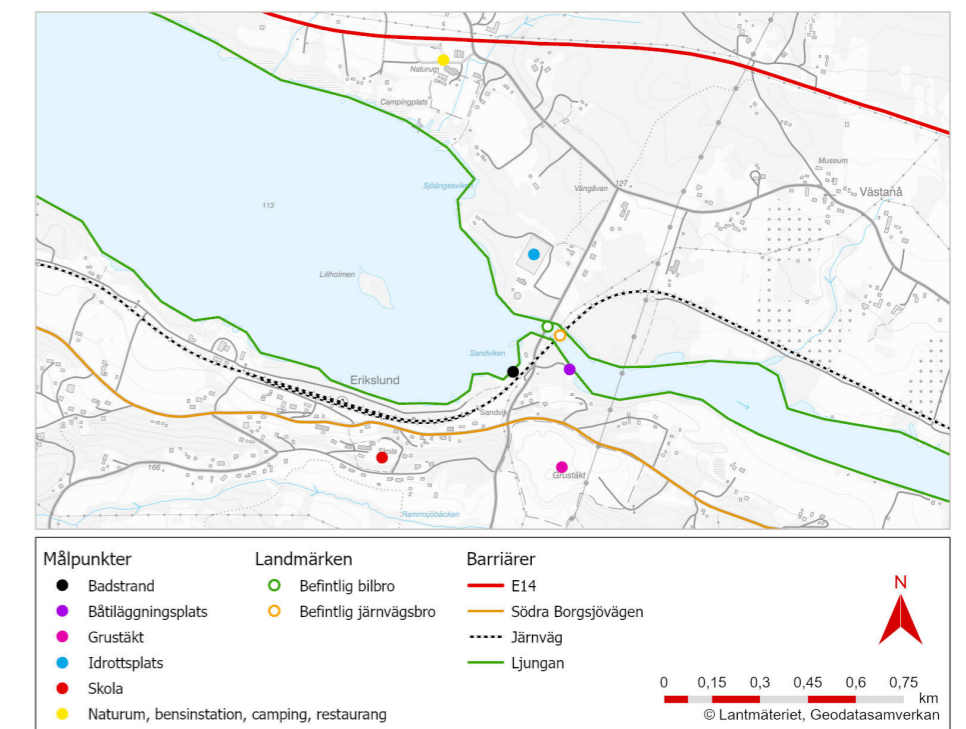 Naturum
Campingplats
Museum
Sjöängesviken
Vängåvan
127
Västanå
113
Lillholmen
Sandviken
Erikslund
Sandvik
Skola
166
Grustäkt
Rammsjöbäcken
Målpunkter
Badstrand
Båtiläggningsplats
Grustäkt
Idrottsplats
Skola
Naturum, bensinstation, camping, restaurang
Landmärken
Befintlig bilbro
Befintlig järnvägsbro
Barriärer
E14
Södra Borgsjövägen
Järnväg
Ljungan
N
0 0,15 0,3 0,45 0,6 0,75
km
© Lantmäteriet, Geodatasamverkan